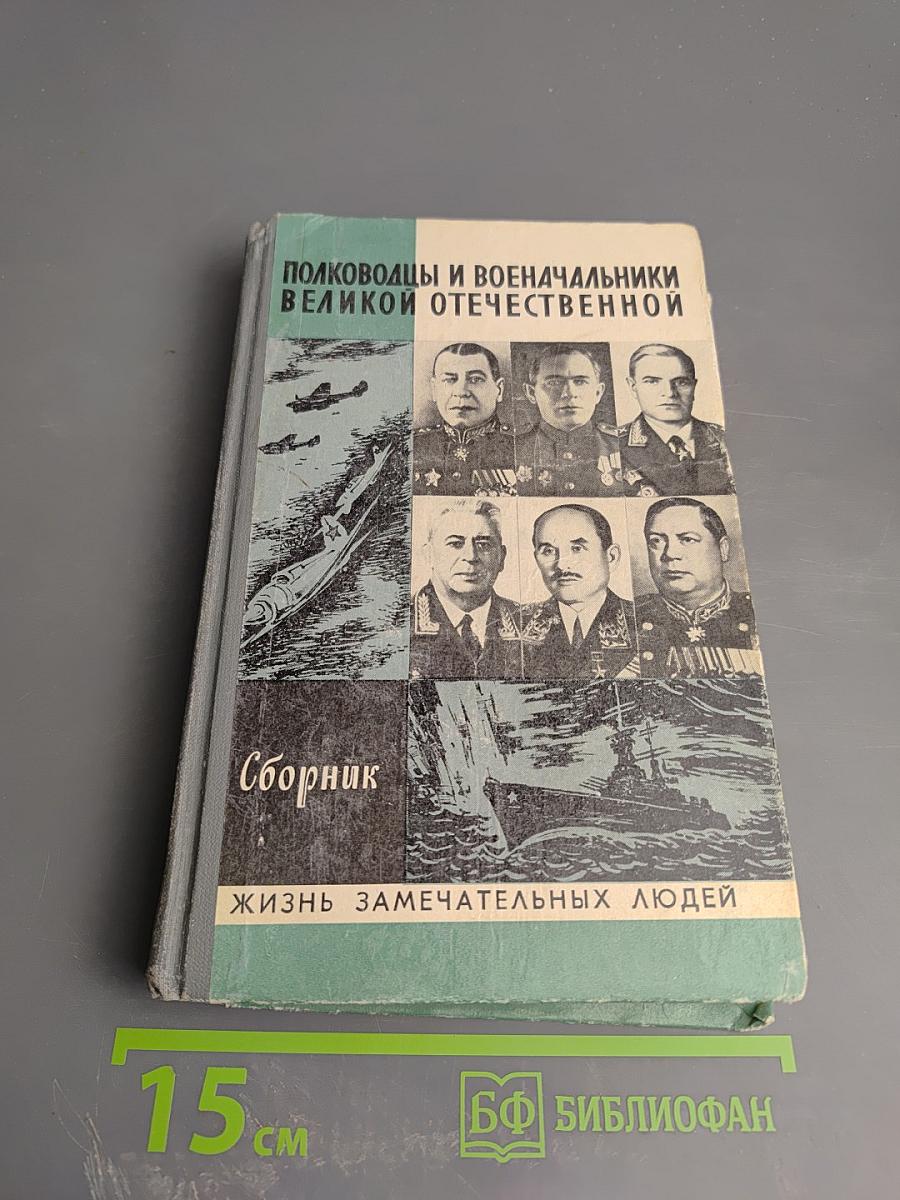 ПОЛКОВОДЦЫ И ВОЕНАЧАЛЬНИКИ
ВЕЛИКОЙ ОТЕЧЕСТВЕННОЙ
Сборник
ЖИЗНЬ ЗАМЕЧАТЕЛЬНЫХ ЛЮДЕЙ
15 см
БФ БИБЛИОФАН